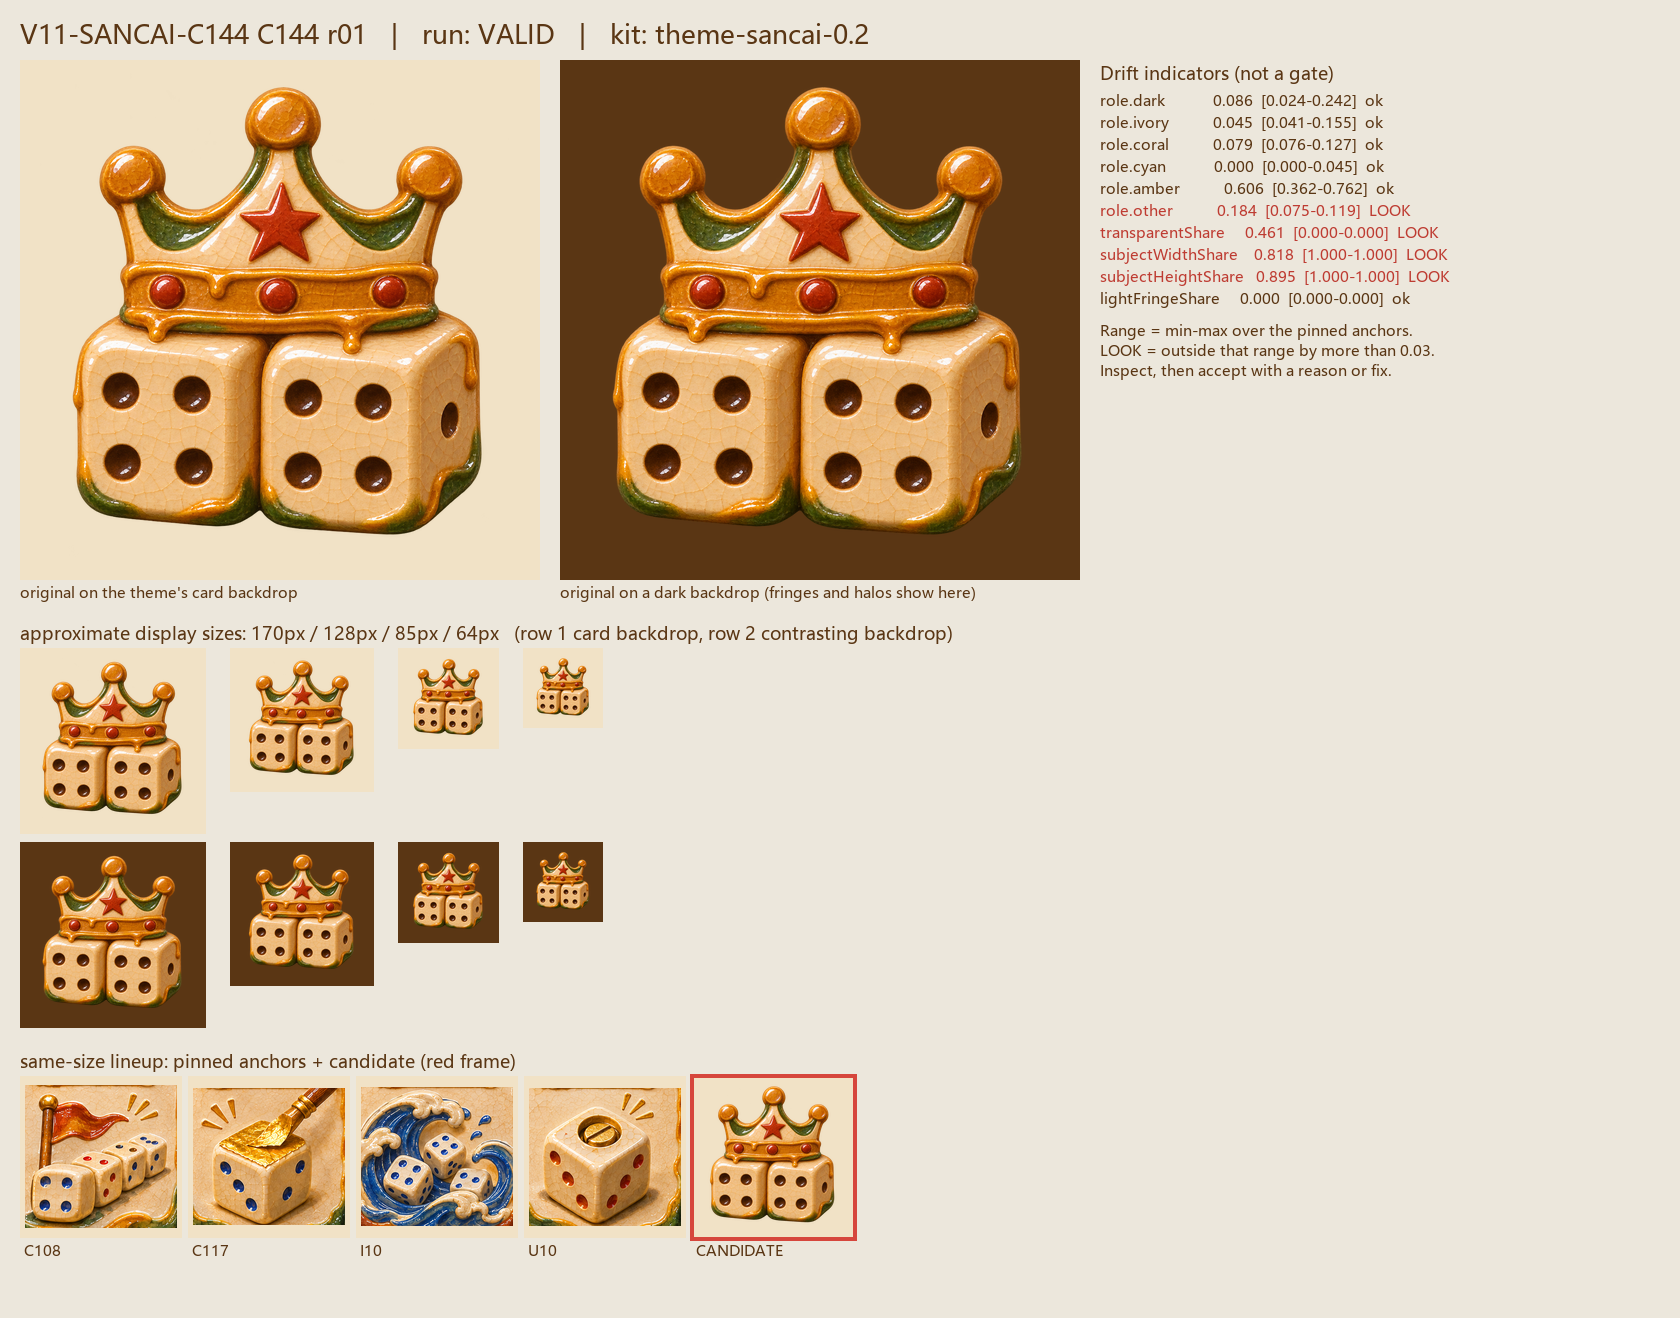 V11-SANCAI-C144 C144 r01 | run: VALID | kit: theme-sancai-0.2
Drift indicators (not a gate)
role.dark 0.086 [0.024-0.242] ok
role.ivory 0.045 [0.041-0.155] ok
role.coral 0.079 [0.076-0.127] ok
role.cyan 0.000 [0.000-0.045] ok
role.amber 0.606 [0.362-0.762] ok
role.other 0.184 [0.075-0.119] LOOK
transparentShare 0.461 [0.000-0.000] LOOK
subjectWidthShare 0.818 [1.000-1.000] LOOK
subjectHeightShare 0.895 [1.000-1.000] LOOK
lightFringeShare 0.000 [0.000-0.000] ok
Range = min-max over the pinned anchors.
LOOK = outside that range by more than 0.03.
Inspect, then accept with a reason or fix.
original on the theme's card backdrop
original on a dark backdrop (fringes and halos show here)
approximate display sizes: 170px / 128px / 85px / 64px (row 1 card backdrop, row 2 contrasting backdrop)
same-size lineup: pinned anchors + candidate (red frame)
C108
C117
I10
U10
CANDIDATE